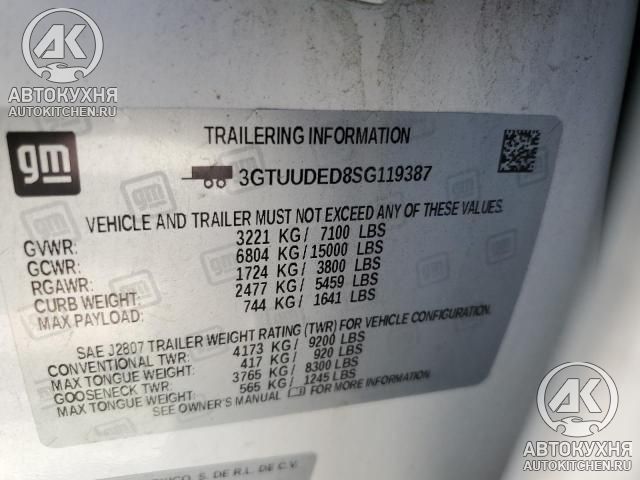 AK
АВТОКУХНЯ
AUTOKITCHEN.RU
gm
TRAILERING INFORMATION
3GTUUDED8SG119387
VEHICLE AND TRAILER MUST NOT EXCEED ANY OF THESE VALUES.
GVWR: 3221 KG/ 7100 LBS
GCWR: 6804 KG/15000 LBS
RGAWR: 1724 KG/ 3800 LBS
CURB WEIGHT: 2477 KG/ 5459 LBS
MAX PAYLOAD: 744 KG/ 1641 LBS
SAE J2807 TRAILER WEIGHT RATING (TWR) FOR VEHICLE CONFIGURATION.
CONVENTIONAL TWR: 4173 KG/ 9200 LBS
MAX TONGUE WEIGHT: 417 KG/ 920 LBS
GOOSENECK TWR: 3765 KG/ 8300 LBS
MAX TONGUE WEIGHT: 565 KG/ 1245 LBS
SEE OWNER'S MANUAL FOR MORE INFORMATION
S. DE R.L. DE C.V.
AK
АВТОКУХНЯ
AUTOKITCHEN.RU